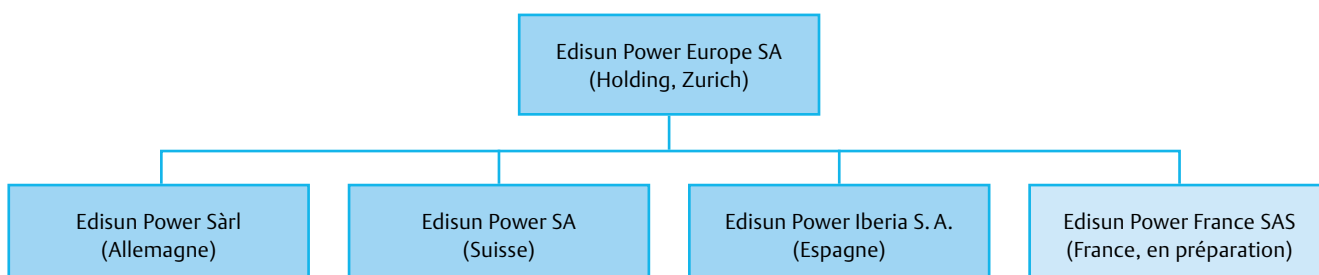 Edisun Power Europe SA
(Holding, Zurich)
Edisun Power Sàrl
(Allemagne)
Edisun Power SA
(Suisse)
Edisun Power Iberia S. A.
(Espagne)
Edisun Power France SAS
(France, en préparation)